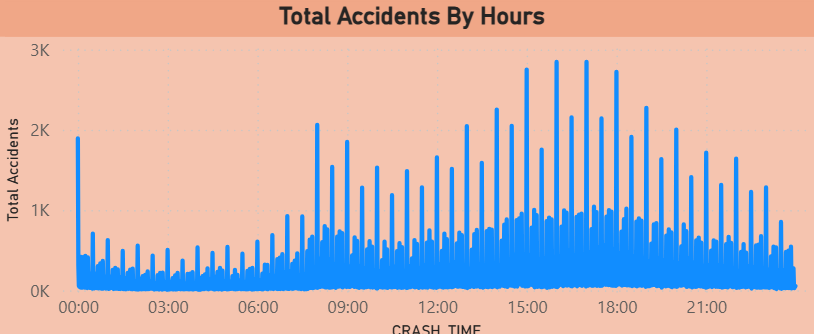 Total Accidents By Hours
3K
2K
1K
0K
Total Accidents
00:00 03:00 06:00 09:00 12:00 15:00 18:00 21:00
CRASH_TIME